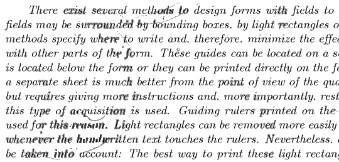 There exist several methods to design forms with fields to
fields may be surrounded by bounding boxes, by light rectangles o
methods specify where to write and, therefore, minimize the effec
with other parts of the form. These guides can be located on a s
is located below the form or they can be printed directly on the fo
a separate sheet is much better from the point of view of the qua
but requires giving more instructions and, more importantly, rest
this type of acquisition is used. Guiding rulers printed on the
used for this reason. Light rectangles can be removed more easily
whenever the handwritten text touches the rulers. Nevertheless,
be taken into account: The best way to print these light rectan